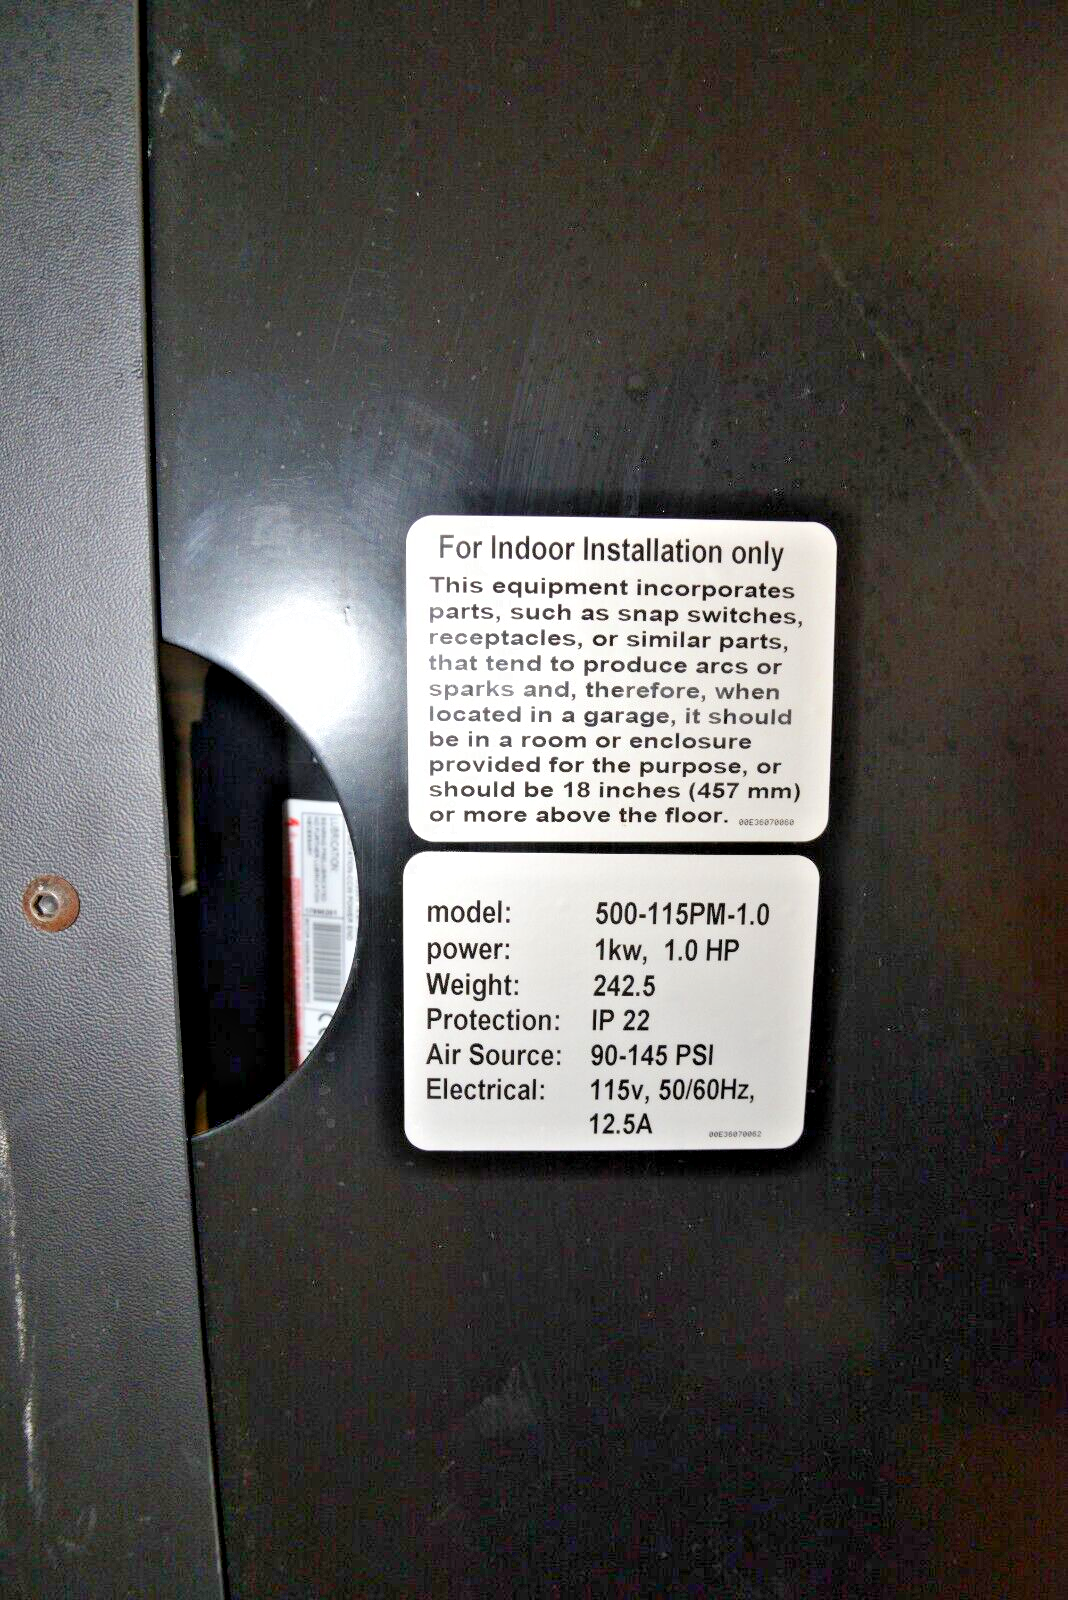 For Indoor Installation only
This equipment incorporates
parts, such as snap switches,
receptacles, or similar parts,
that tend to produce arcs or
sparks and, therefore, when
located in a garage, it should
be in a room or enclosure
provided for the purpose, or
should be 18 inches (457 mm)
or more above the floor. 00E36070060
model: 500-115PM-1.0
power: 1kw, 1.0 HP
Weight: 242.5
Protection: IP 22
Air Source: 90-145 PSI
Electrical: 115v, 50/60Hz,
12.5A 00E36070062
LUBRICATION: